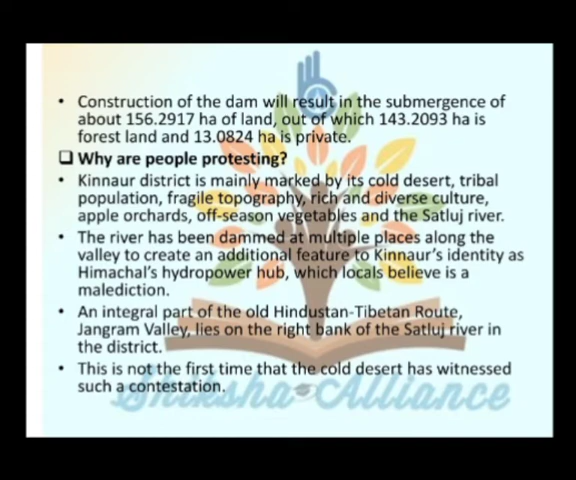 • Construction of the dam will result in the submergence of
about 156.2917 ha of land, out of which 143.2093 ha is
forest land and 13.0824 ha is private.
❑ Why are people protesting?
• Kinnaur district is mainly marked by its cold desert, tribal
population, fragile topography, rich and diverse culture,
apple orchards, off-season vegetables and the Satluj river.
• The river has been dammed at multiple places along the
valley to create an additional feature to Kinnaur's identity as
Himachal's hydropower hub, which locals believe is a
malediction.
• An integral part of the old Hindustan-Tibetan Route,
Jangram Valley, lies on the right bank of the Satluj river in
the district.
• This is not the first time that the cold desert has witnessed
such a contestation.
Shiksha Alliance